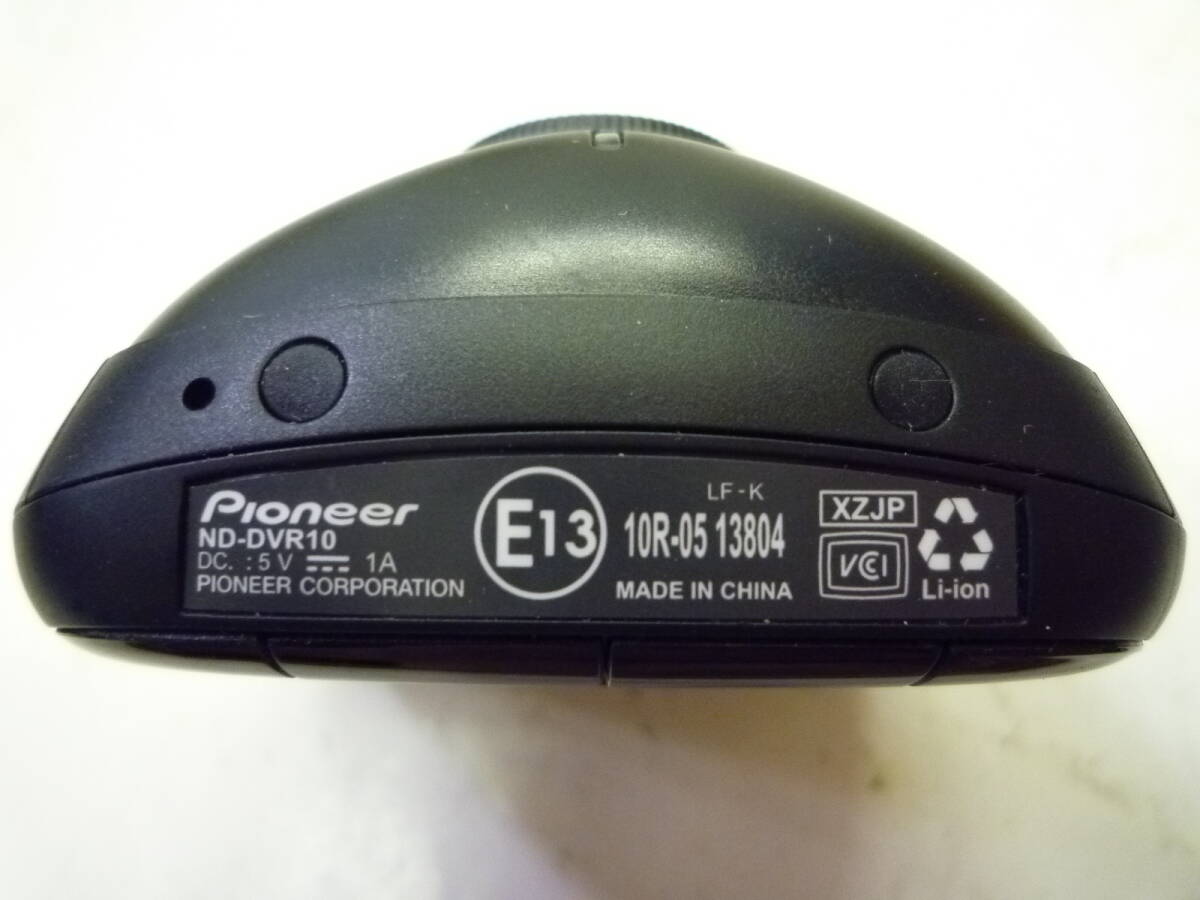 Pioneer
ND-DVR10
DC. : 5 V 1A
PIONEER CORPORATION
E13
LF-K
10R-05 13804
MADE IN CHINA
XZJP
VCCI
Li-ion